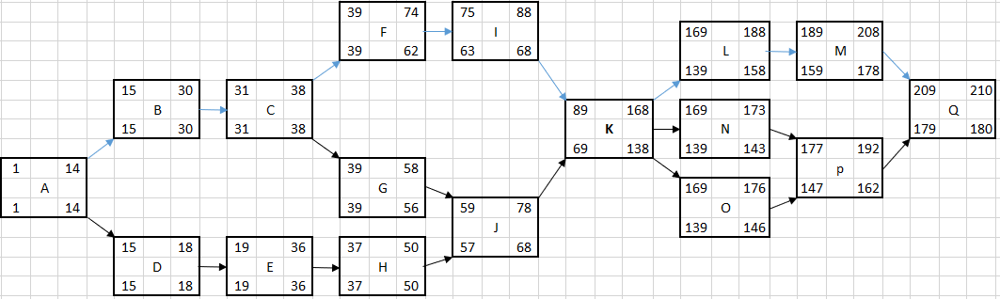 39 74
F
39 62
75 88
I
63 68
169 188
L
139 158
189 208
M
159 178
15 30
B
15 30
31 38
C
31 38
209 210
Q
179 180
89 168
K
69 138
169 173
N
139 143
1 14
A
1 14
39 58
G
39 56
177 192
p
147 162
169 176
O
139 146
59 78
J
57 68
15 18
D
15 18
19 36
E
19 36
37 50
H
37 50